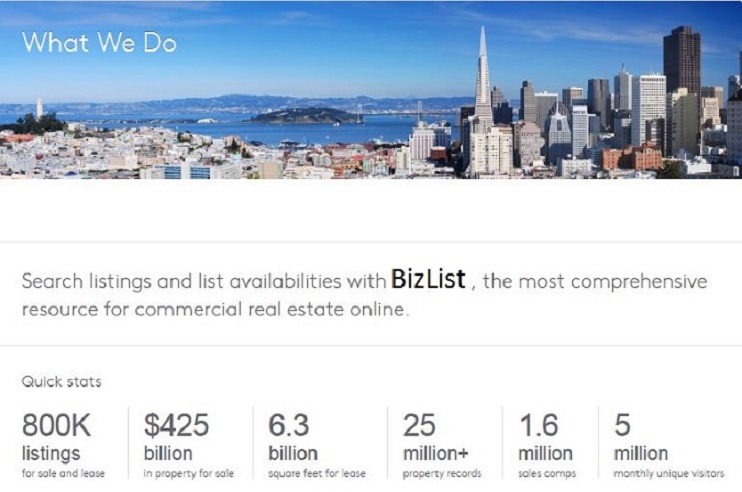 What We Do
Search listings and list availabilities with BizList , the most comprehensive
resource for commercial real estate online.
Quick stats
800K
listings
for sale and lease
$425
billion
in property for sale
6.3
billion
square feet for lease
25
million+
property records
1.6
million
sales comps
5
million
monthly unique visitors